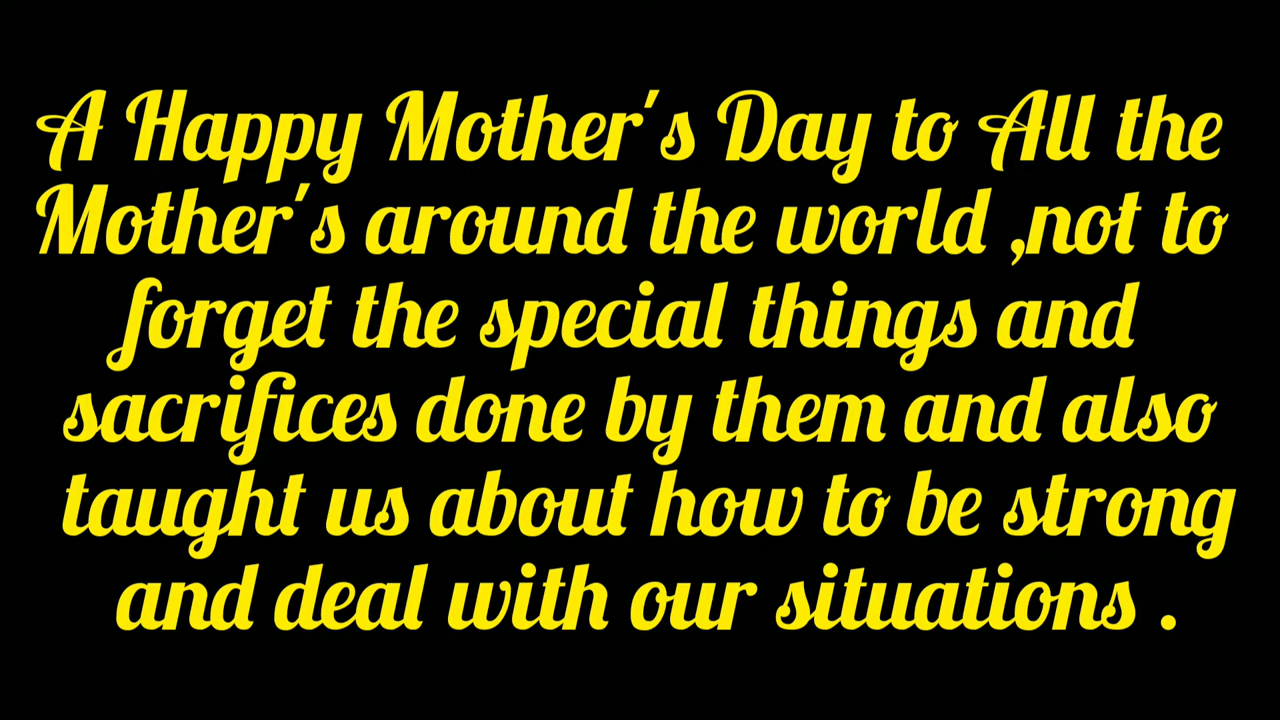 A Happy Mother's Day to All the
Mother's around the world ,not to
forget the special things and
sacrifices done by them and also
taught us about how to be strong
and deal with our situations .